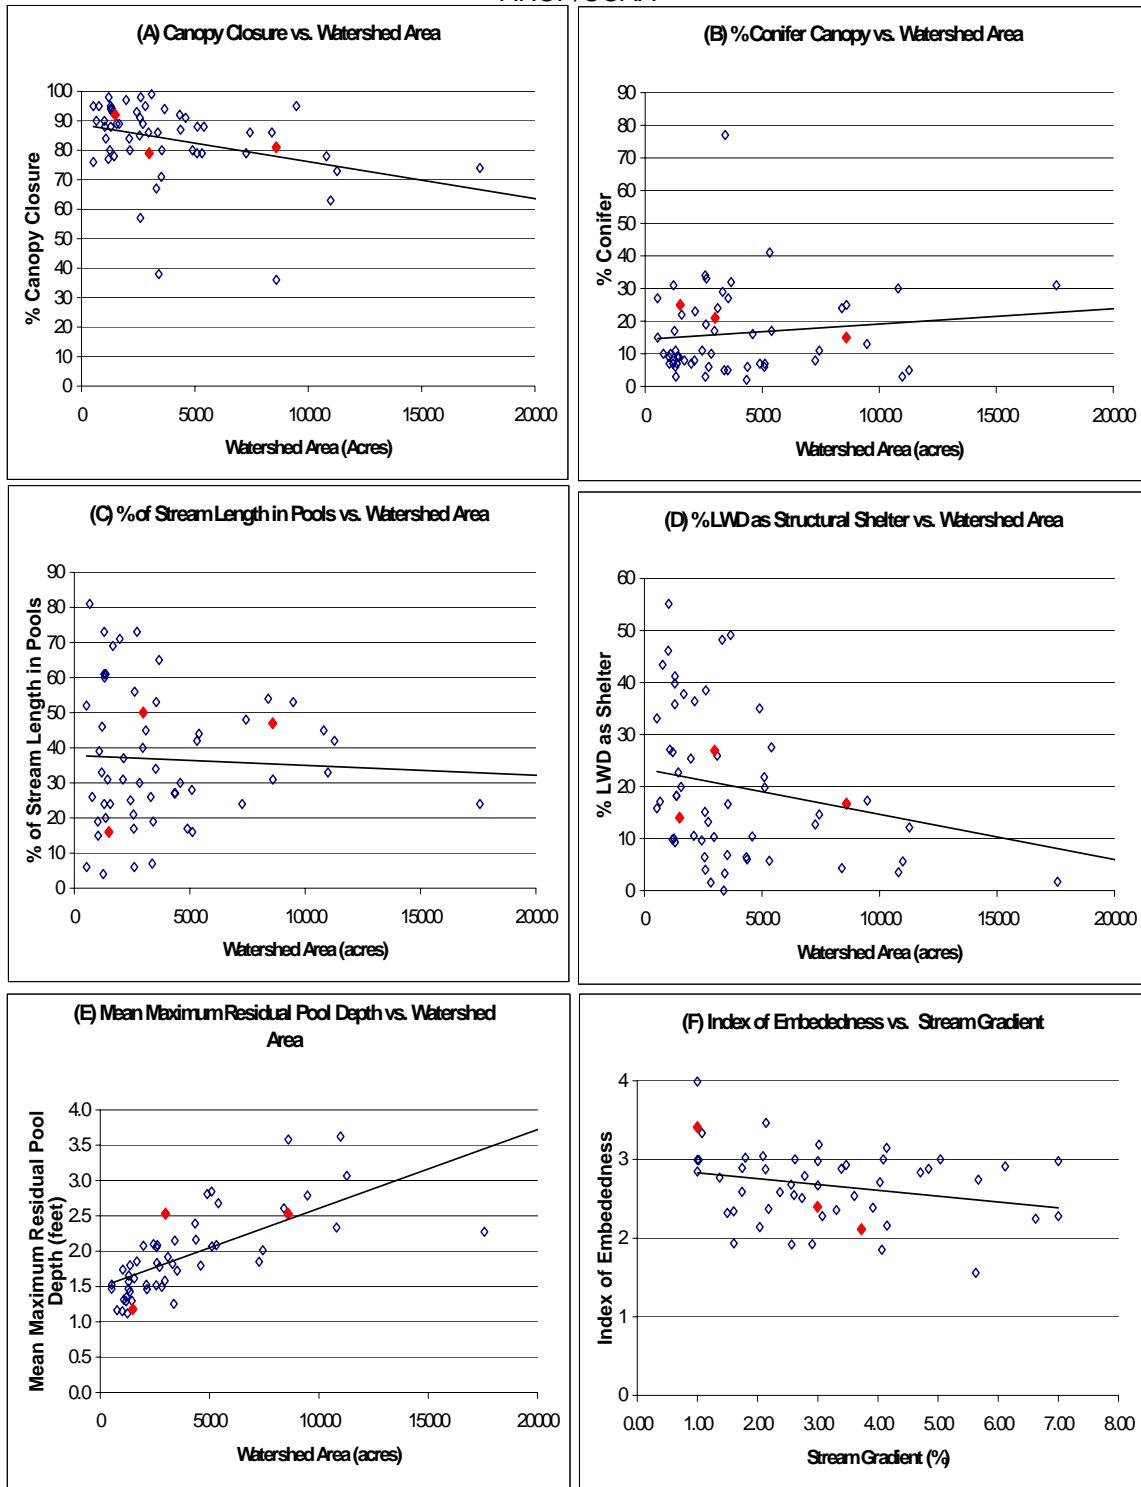 (A) Canopy Closure vs. Watershed Area
100
90
80
70
60
50
40
30
20
10
0
0 5000 10000 15000 20000
% Canopy Closure
Watershed Area (Acres)
(B) % Conifer Canopy vs. Watershed Area
90
80
70
60
50
40
30
20
10
0
0 5000 10000 15000 20000
% Conifer
Watershed Area (acres)
(C) % of Stream Length in Pools vs. Watershed Area
90
80
70
60
50
40
30
20
10
0
0 5000 10000 15000 20000
% of Stream Length in Pools
Watershed Area (acres)
(D) % LWD as Structural Shelter vs. Watershed Area
60
50
40
30
20
10
0
0 5000 10000 15000 20000
% LWD as Shelter
Watershed Area (acres)
(E) Mean Maximum Residual Pool Depth vs. Watershed
Area
4.0
3.5
3.0
2.5
2.0
1.5
1.0
0.5
0.0
0 5000 10000 15000 20000
Mean Maximum Residual Pool
Depth (feet)
Watershed Area (acres)
(F) Index of Embededness vs. Stream Gradient
4
3
2
1
0
0.00 1.00 2.00 3.00 4.00 5.00 6.00 7.00 8.00
Index of Embededness
Stream Gradient (%)